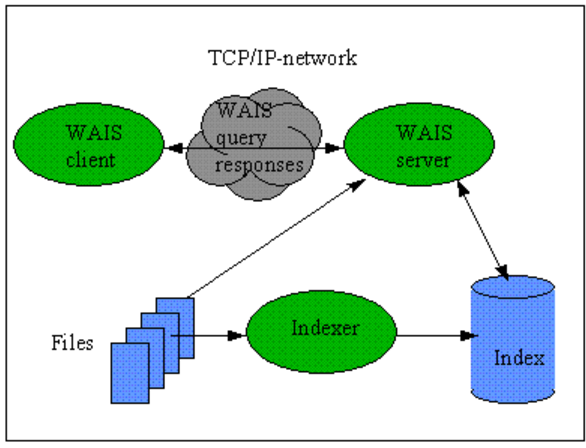 TCP/IP-network
WAIS
client
WAIS
query
responses
WAIS
server
Files
Indexer
Index